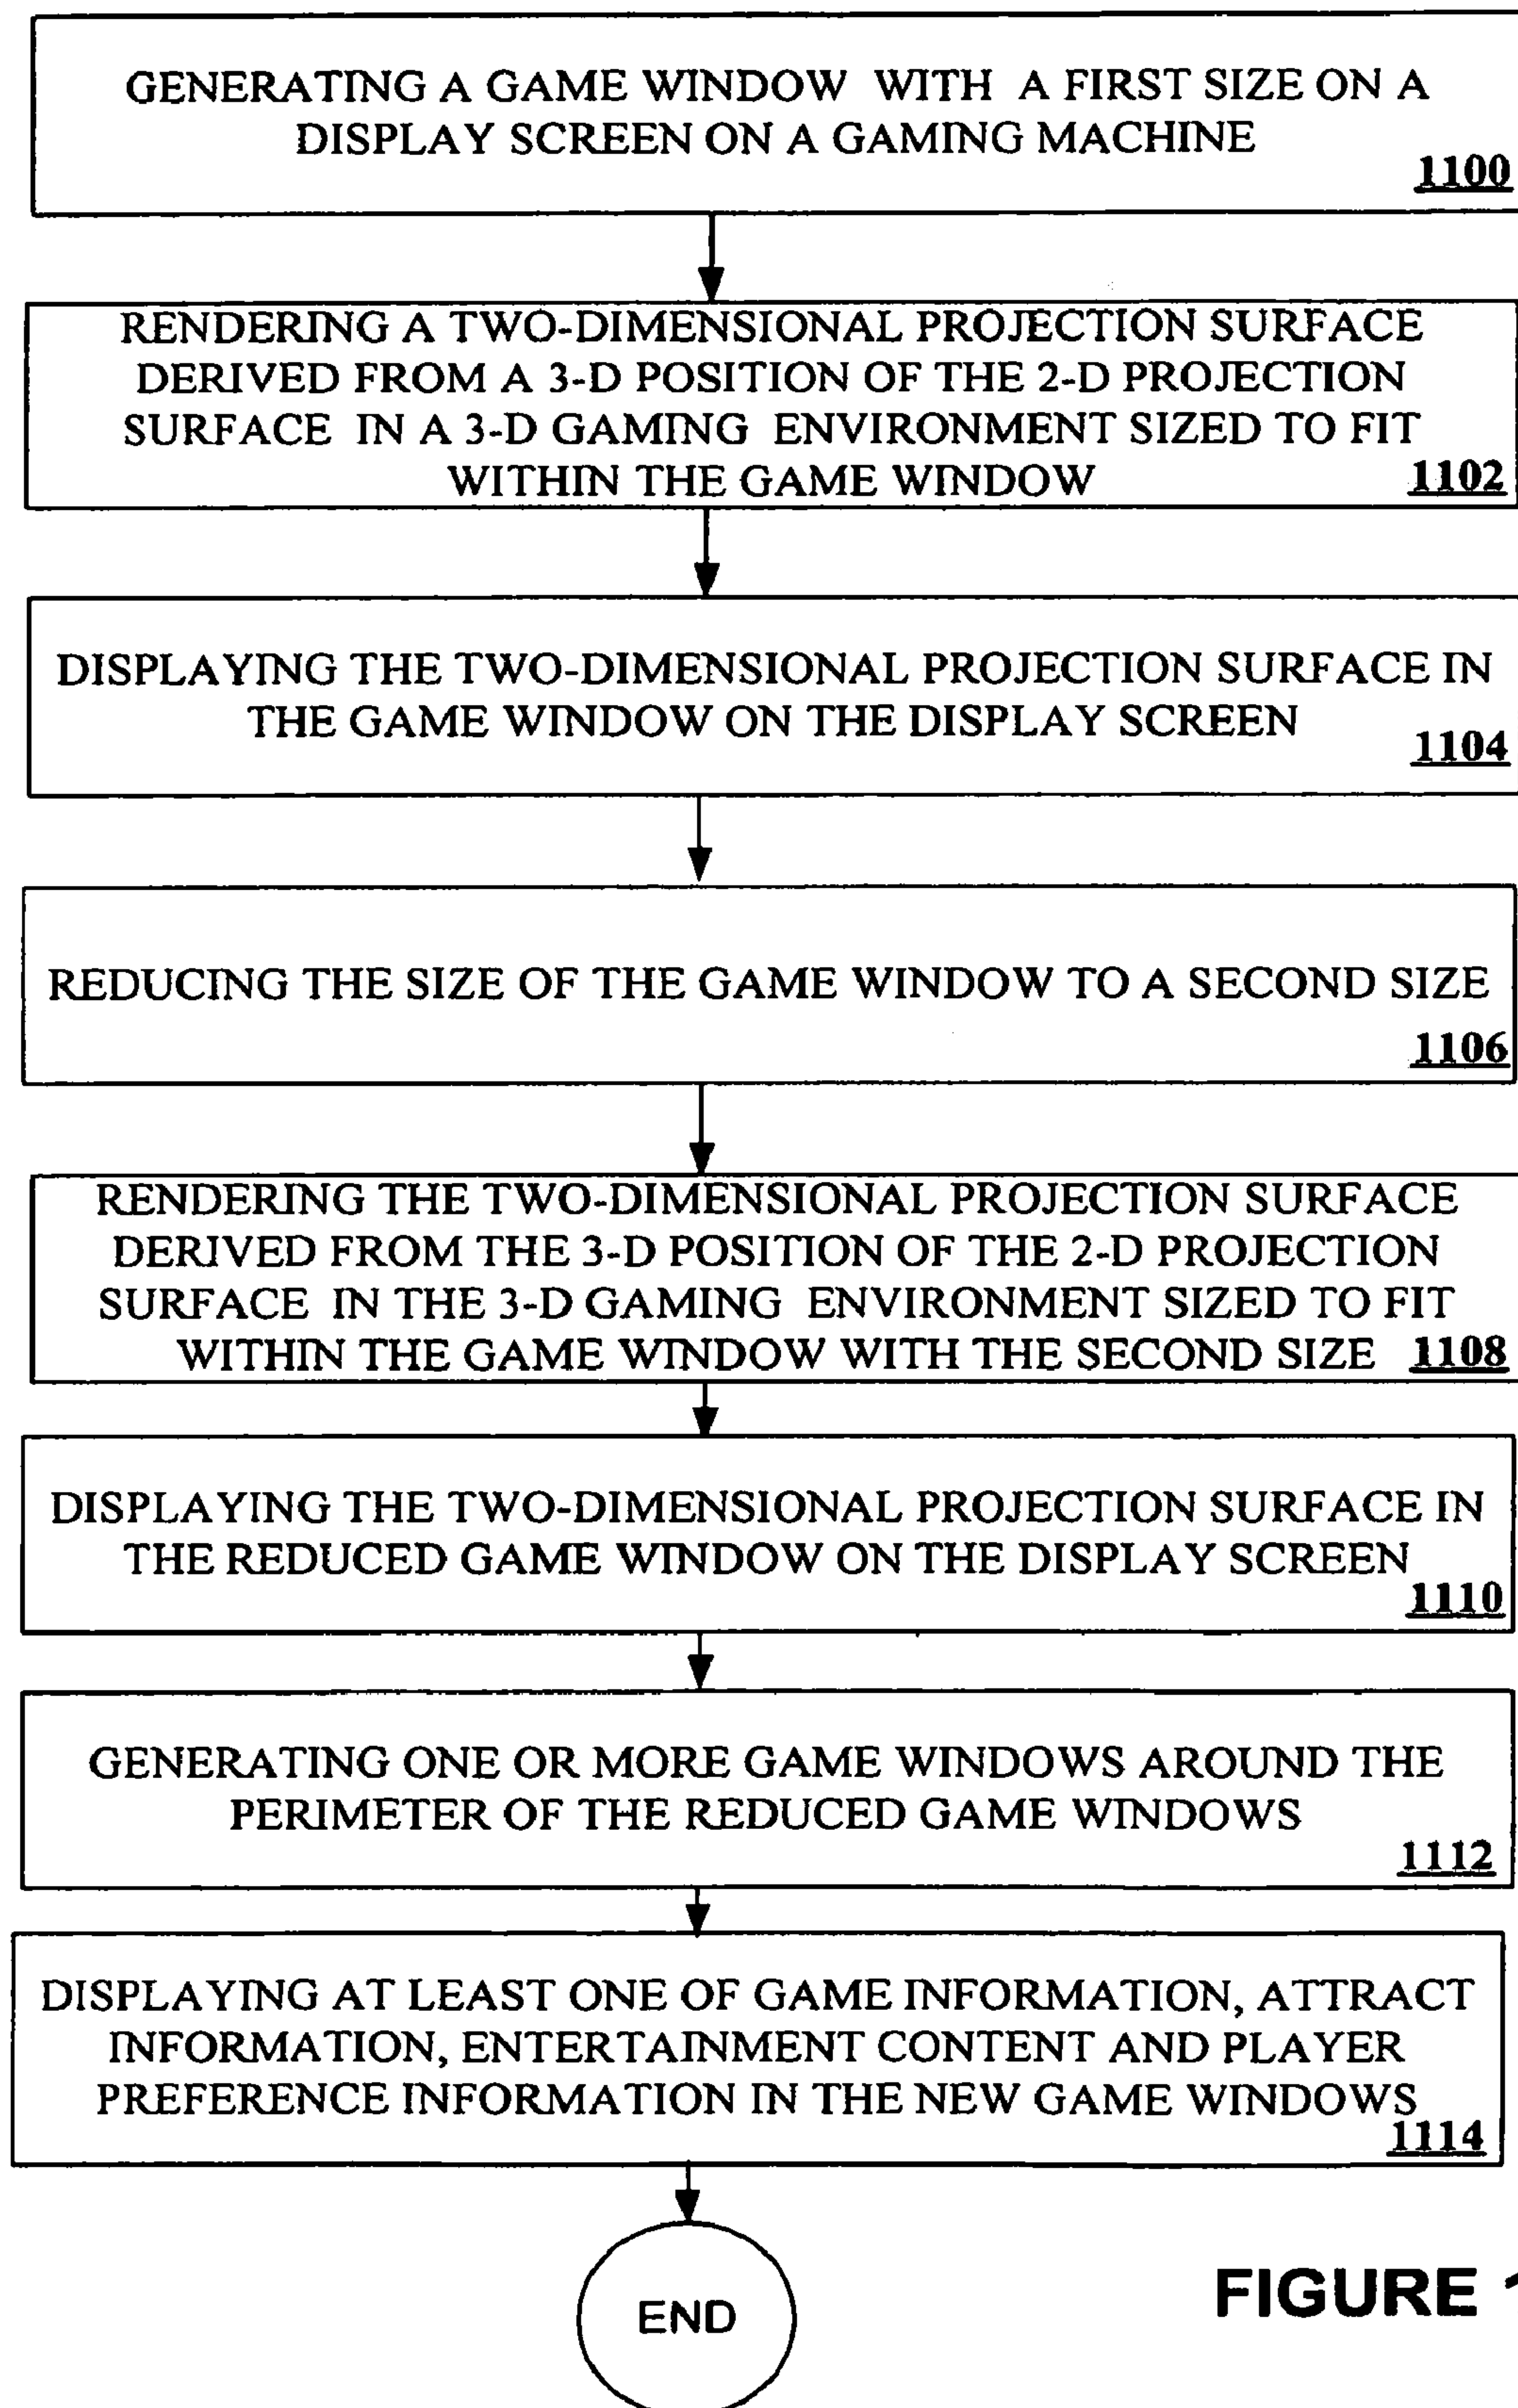 GENERATING A GAME WINDOW WITH A FIRST SIZE ON A
DISPLAY SCREEN ON A GAMING MACHINE
1100
RENDERING A TWO-DIMENSIONAL PROJECTION SURFACE
DERIVED FROM A 3-D POSITION OF THE 2-D PROJECTION
SURFACE IN A 3-D GAMING ENVIRONMENT SIZED TO FIT
WITHIN THE GAME WINDOW 1102
DISPLAYING THE TWO-DIMENSIONAL PROJECTION SURFACE IN
THE GAME WINDOW ON THE DISPLAY SCREEN
1104
REDUCING THE SIZE OF THE GAME WINDOW TO A SECOND SIZE
1106
RENDERING THE TWO-DIMENSIONAL PROJECTION SURFACE
DERIVED FROM THE 3-D POSITION OF THE 2-D PROJECTION
SURFACE IN THE 3-D GAMING ENVIRONMENT SIZED TO FIT
WITHIN THE GAME WINDOW WITH THE SECOND SIZE 1108
DISPLAYING THE TWO-DIMENSIONAL PROJECTION SURFACE IN
THE REDUCED GAME WINDOW ON THE DISPLAY SCREEN
1110
GENERATING ONE OR MORE GAME WINDOWS AROUND THE
PERIMETER OF THE REDUCED GAME WINDOWS
1112
DISPLAYING AT LEAST ONE OF GAME INFORMATION, ATTRACT
INFORMATION, ENTERTAINMENT CONTENT AND PLAYER
PREFERENCE INFORMATION IN THE NEW GAME WINDOWS
1114
END
FIGURE